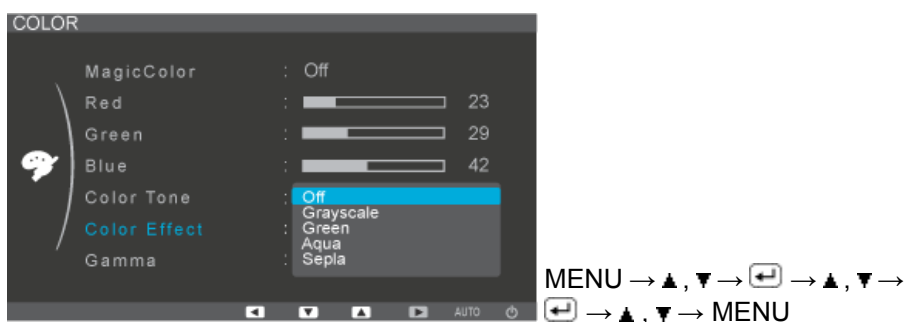 COLOR
MagicColor : Off
Red : 23
Green : 29
Blue : 42
Color Tone : Off
Grayscale
Color Effect : Green
Aqua
Gamma : Sepla
AUTO
MENU → ▲ , ▼ → ↵ → ▲ , ▼ →
↵ → ▲ , ▼ → MENU